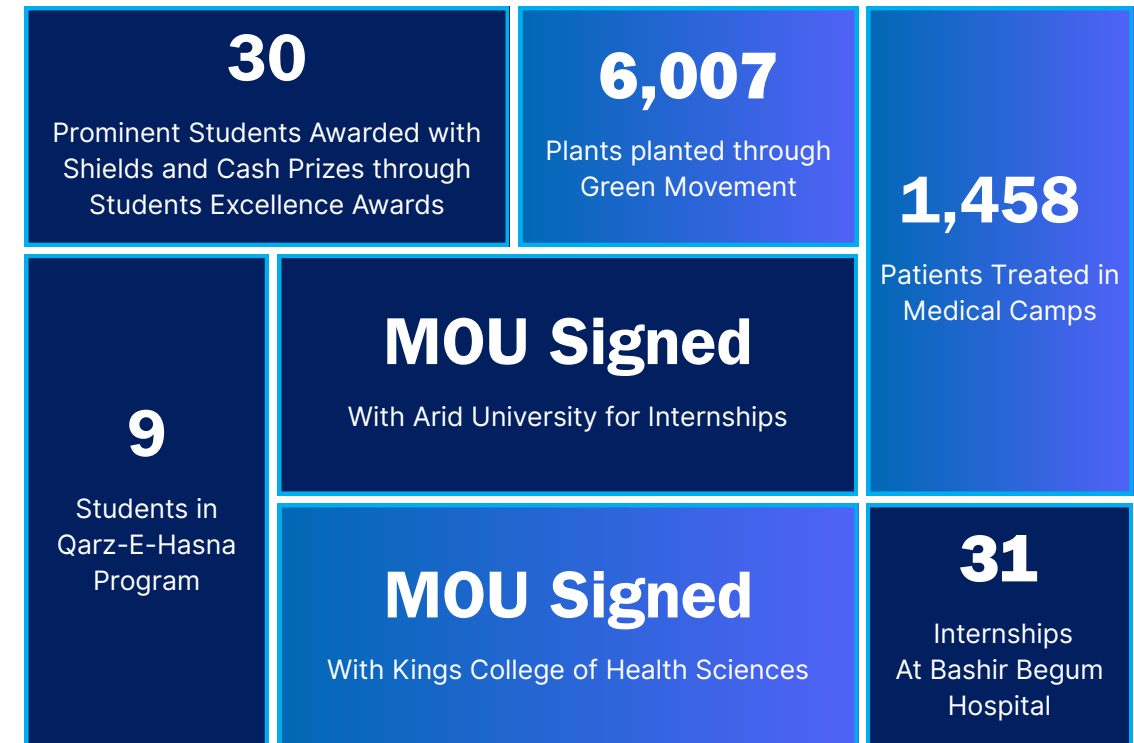 30
Prominent Students Awarded with
Shields and Cash Prizes through
Students Excellence Awards
6,007
Plants planted through
Green Movement
1,458
Patients Treated in
Medical Camps
9
Students in
Qarz-E-Hasna
Program
MOU Signed
With Arid University for Internships
MOU Signed
With Kings College of Health Sciences
31
Internships
At Bashir Begum
Hospital